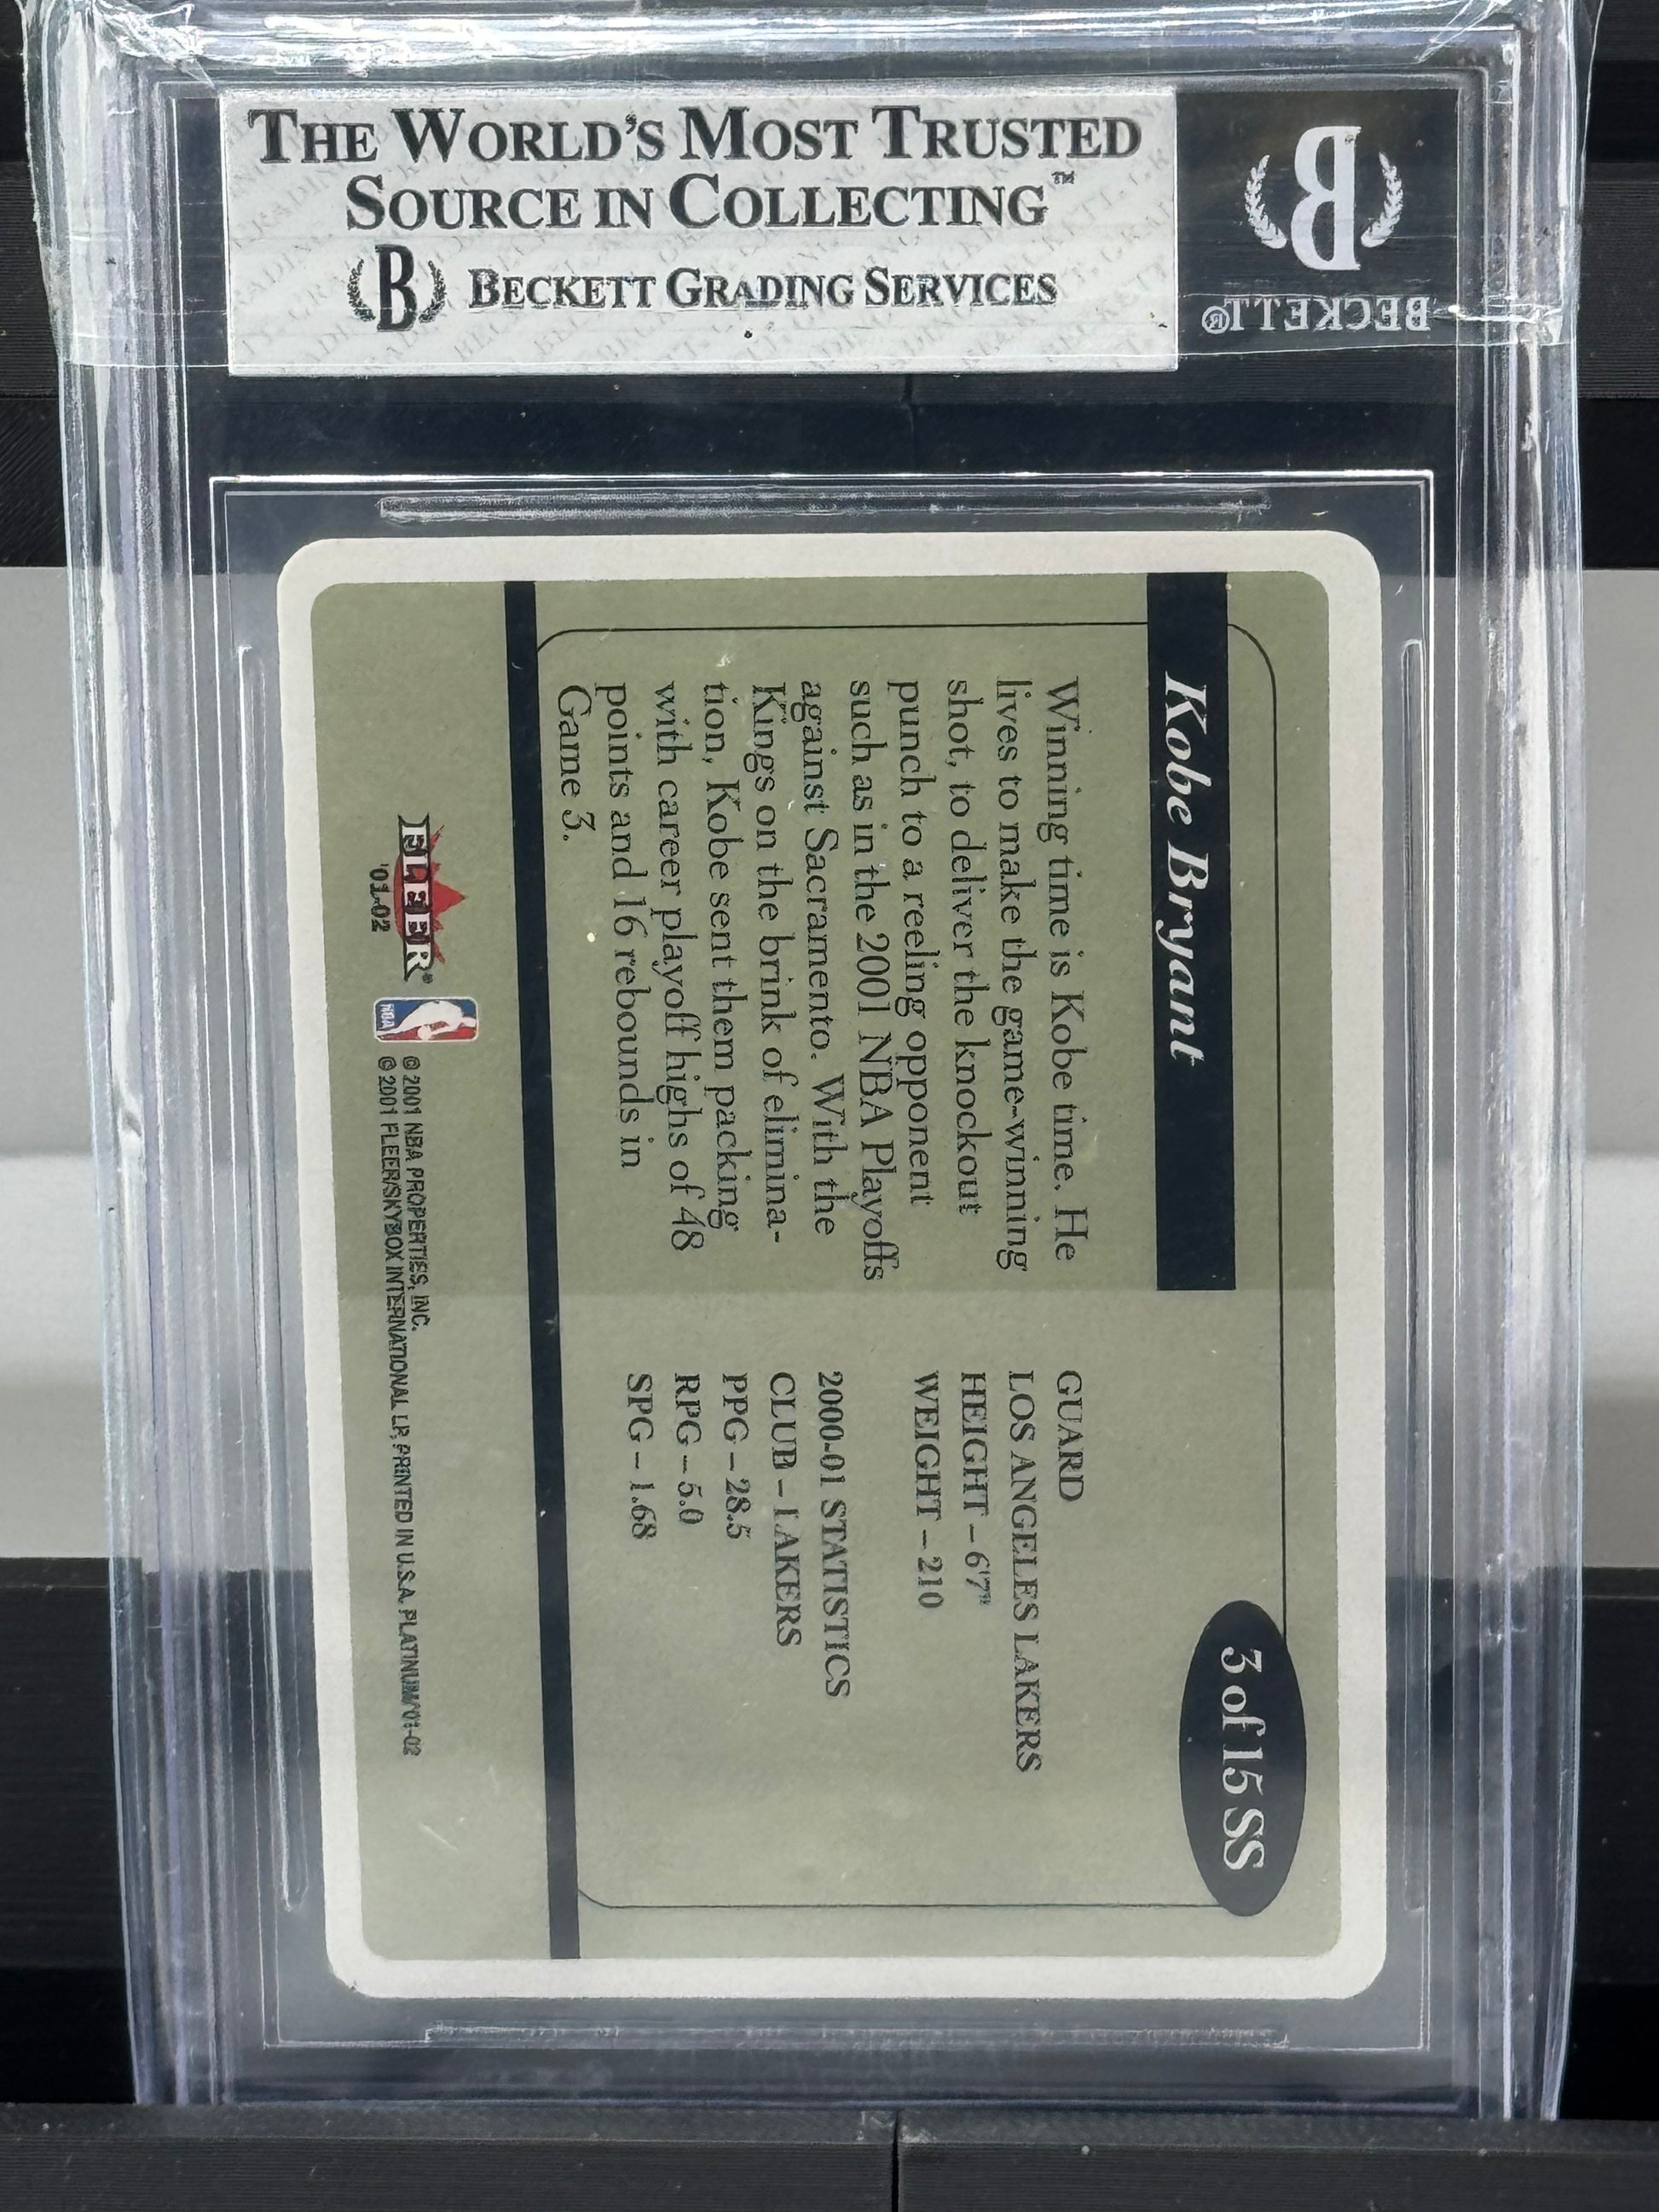 THE WORLD'S MOST TRUSTED
SOURCE IN COLLECTING™
B BECKETT GRADING SERVICES
B
BECKETT®
3 of 15 SS
Kobe Bryant
Winning time is Kobe time. He
lives to make the game-winning
shot, to deliver the knockout
punch to a reeling opponent
such as in the 2001 NBA Playoffs
against Sacramento. With the
Kings on the brink of elimina-
tion, Kobe sent them packing
with career playoff highs of 48
points and 16 rebounds in
Game 3.
GUARD
LOS ANGELES LAKERS
HEIGHT – 6'7"
WEIGHT – 210
2000-01 STATISTICS
CLUB – LAKERS
PPG – 28.5
RPG – 5.0
SPG – 1.68
FLEER®
'01-02
NBA
© 2001 NBA PROPERTIES, INC.
© 2001 FLEER/SKYBOX INTERNATIONAL LP, PRINTED IN U.S.A. PLATINUM/'01-02